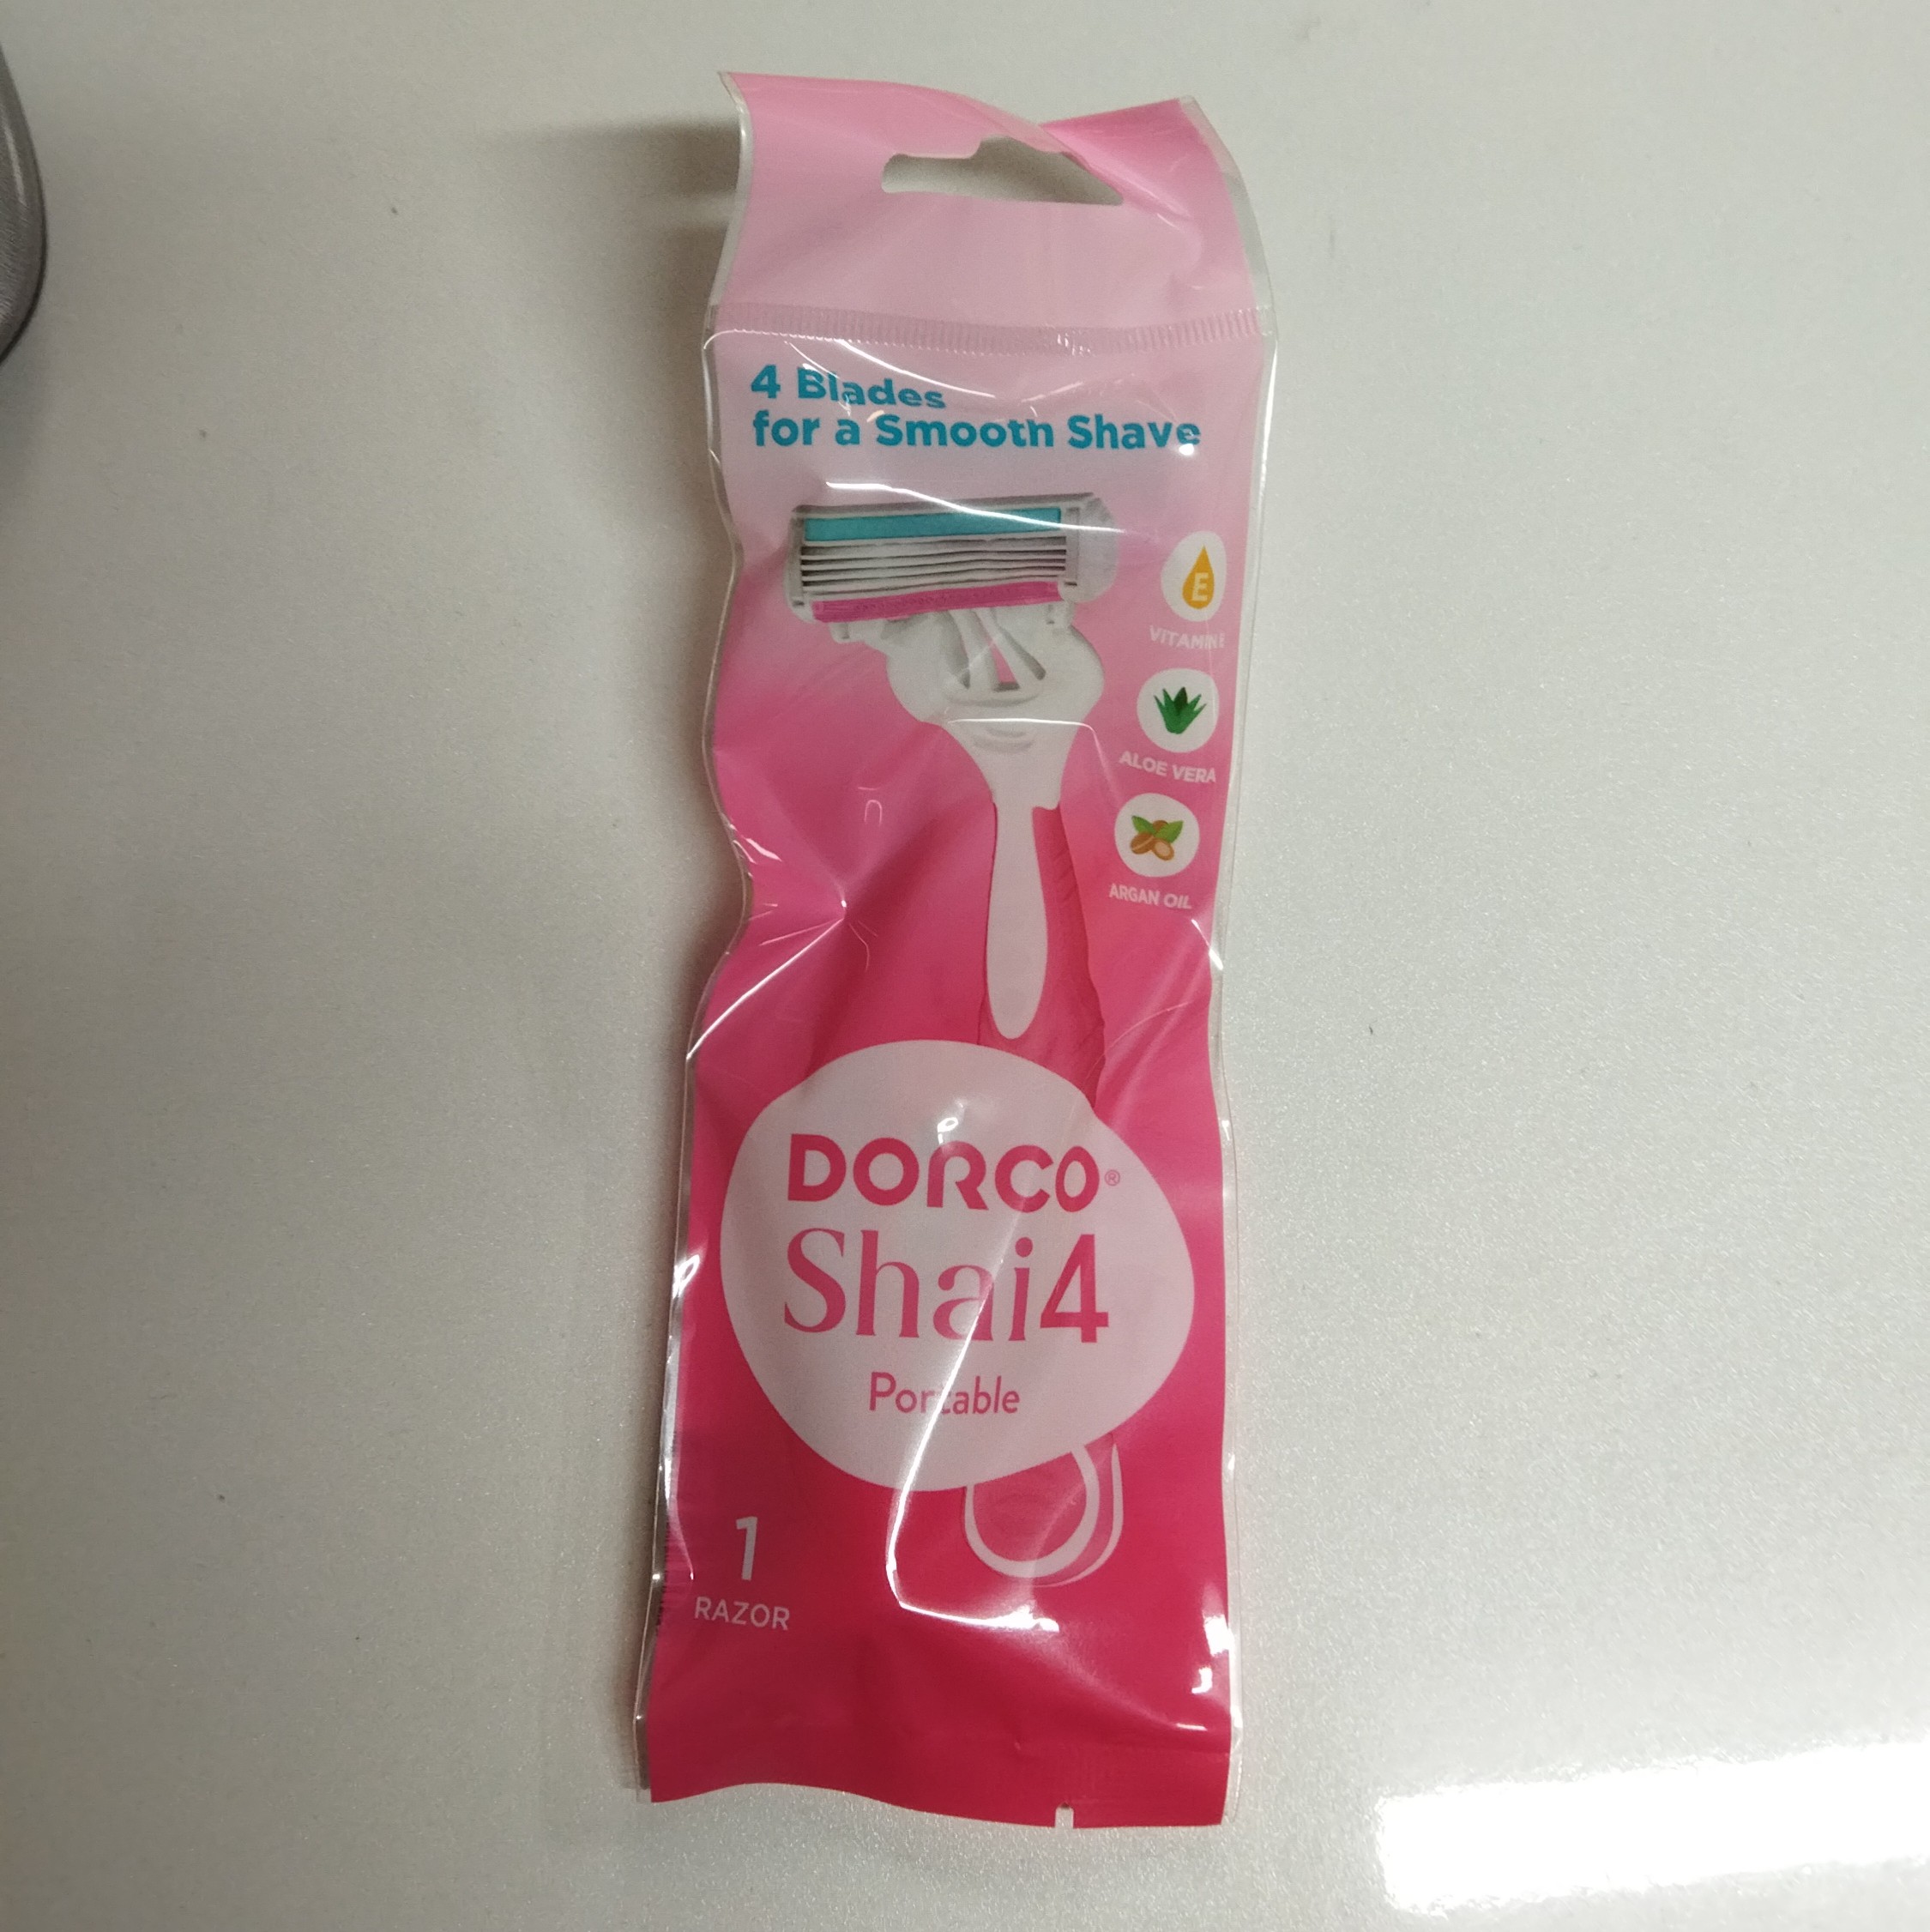 4 Blades
for a Smooth Shave
E
VITAMIN E
ALOE VERA
ARGAN OIL
DORCO®
Shai4
Portable
1
RAZOR